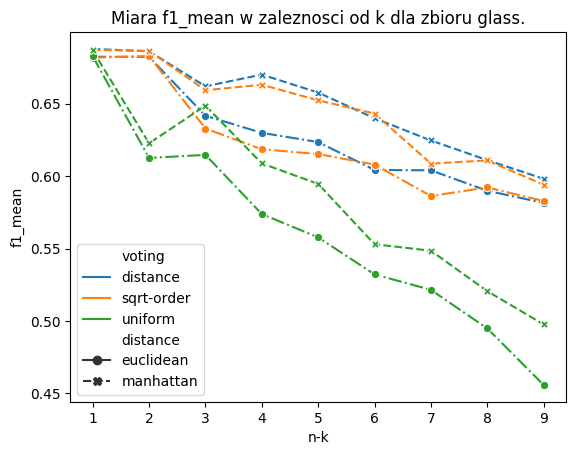 Miara f1_mean w zaleznosci od k dla zbioru glass.
f1_mean
0.65
0.60
0.55
0.50
0.45
voting
distance
sqrt-order
uniform
distance
euclidean
manhattan
1 2 3 4 5 6 7 8 9
n-k